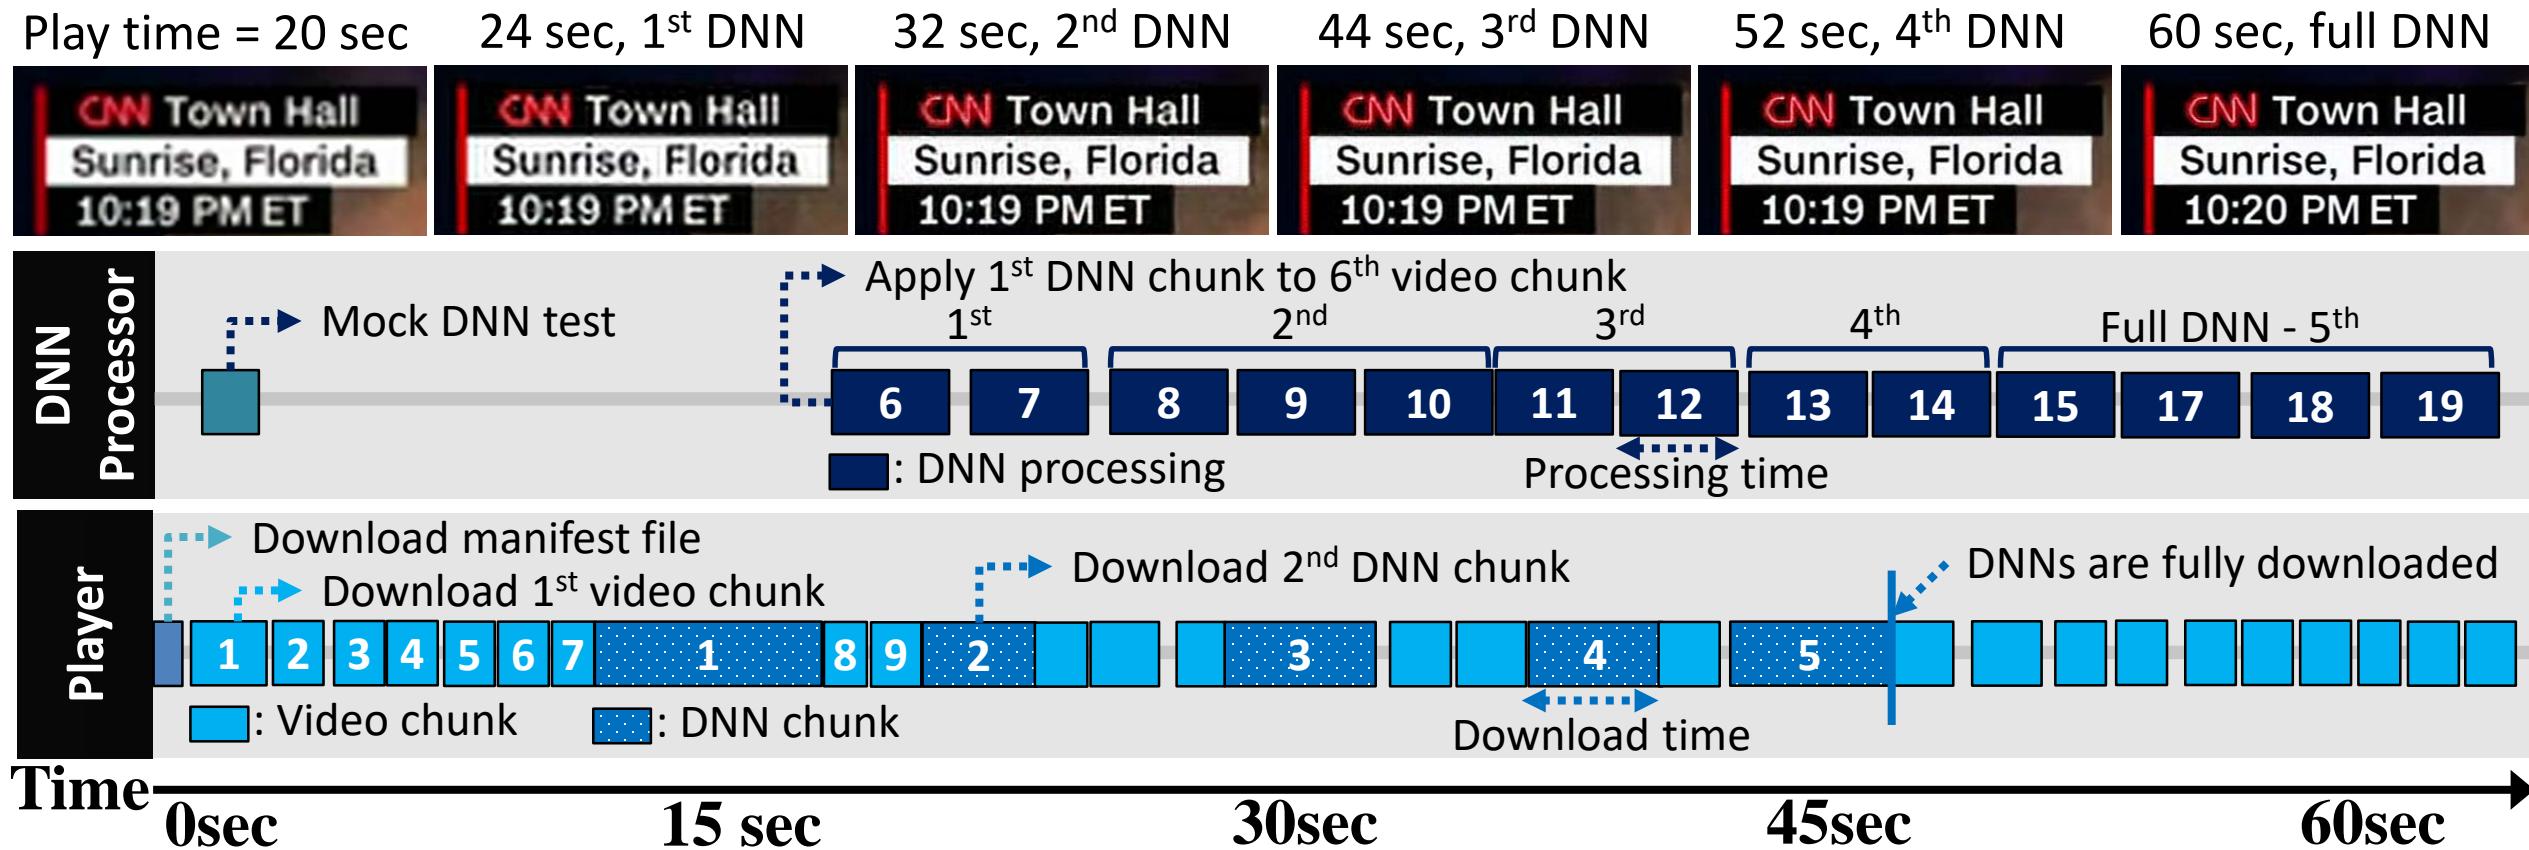 Play time = 20 sec
24 sec, 1st DNN
32 sec, 2nd DNN
44 sec, 3rd DNN
52 sec, 4th DNN
60 sec, full DNN
CNN Town Hall
Sunrise, Florida
10:19 PM ET
CNN Town Hall
Sunrise, Florida
10:19 PM ET
CNN Town Hall
Sunrise, Florida
10:19 PM ET
CNN Town Hall
Sunrise, Florida
10:19 PM ET
CNN Town Hall
Sunrise, Florida
10:19 PM ET
CNN Town Hall
Sunrise, Florida
10:20 PM ET
DNN
Processor
Apply 1st DNN chunk to 6th video chunk
Mock DNN test
1st
2nd
3rd
4th
Full DNN - 5th
6 7 8 9 10 11 12 13 14 15 17 18 19
: DNN processing
Processing time
Player
Download manifest file
Download 1st video chunk
Download 2nd DNN chunk
DNNs are fully downloaded
1 2 3 4 5 6 7 1 8 9 2 3 4 5
: Video chunk
: DNN chunk
Download time
Time
0sec
15 sec
30sec
45sec
60sec